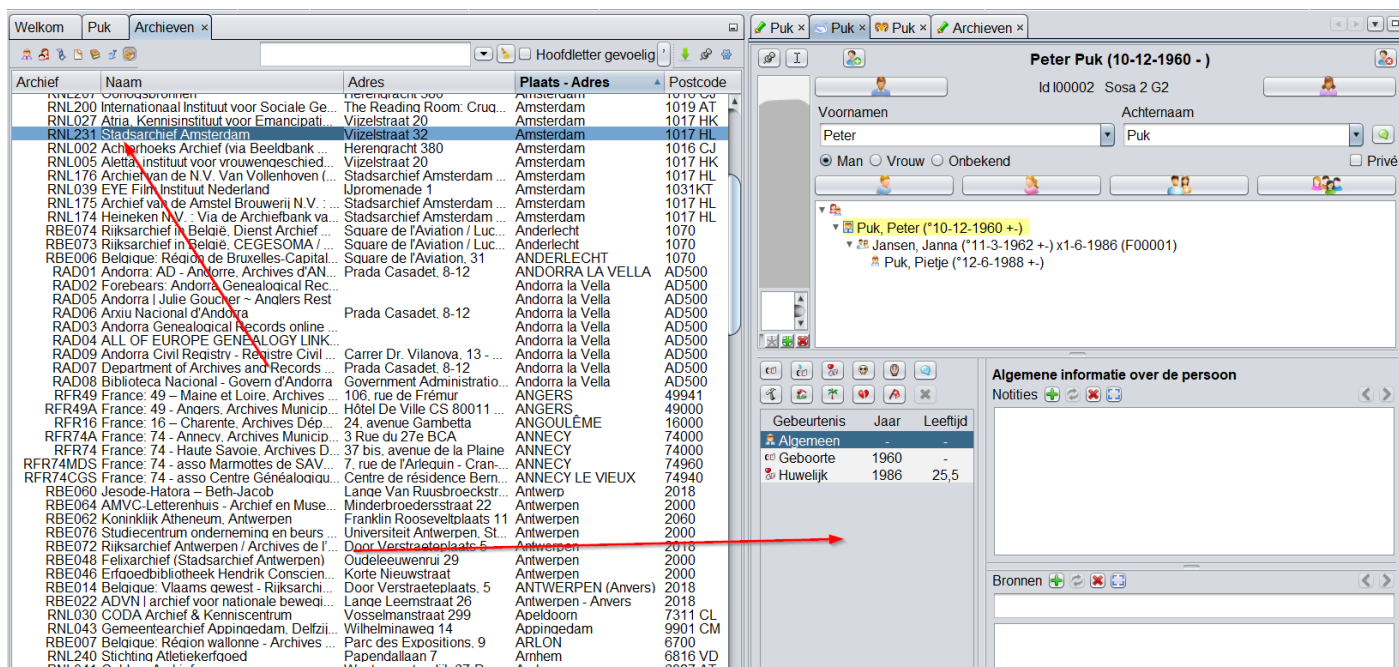 Welkom Puk Archieven ×
Hoofdletter gevoelig
Archief Naam Adres Plaats - Adres Postcode
RNL200 Internationaal Instituut voor Sociale Ge... The Reading Room: Cruq... Amsterdam 1019 AT
RNL027 Atria, Kennisinstituut voor Emancipati... Vijzelstraat 20 Amsterdam 1017 HK
RNL231 Stadsarchief Amsterdam Vijzelstraat 32 Amsterdam 1017 HL
RNL002 Achterhoeks Archief (via Beeldbank ... Herengracht 380 Amsterdam 1016 CJ
RNL005 Aletta, instituut voor vrouwengeschied... Vijzelstraat 20 Amsterdam 1017 HK
RNL176 Archief van de N.V. Van Vollenhoven (... Stadsarchief Amsterdam ... Amsterdam 1017 HL
RNL039 EYE Film Instituut Nederland IJpromenade 1 Amsterdam 1031KT
RNL175 Archief van de Amstel Brouwerij N.V. : ... Stadsarchief Amsterdam ... Amsterdam 1017 HL
RNL174 Heineken N.V. : Via de Archiefbank va... Stadsarchief Amsterdam ... Amsterdam 1017 HL
RBE074 Rijksarchief in België, Dienst Archief ... Square de l'Aviation / Luc... Anderlecht 1070
RBE073 Rijksarchief in België, CEGESOMA / ... Square de l'Aviation / Luc... Anderlecht 1070
RBE006 Belgique: Région de Bruxelles-Capital... Square de l'Aviation, 31 ANDERLECHT 1070
RAD01 Andorra: AD - Andorre, Archives d'AN... Prada Casadet, 8-12 ANDORRA LA VELLA AD500
RAD02 Forebears: Andorra Genealogical Rec... Andorra la Vella AD500
RAD05 Andorra | Julie Goucher ~ Anglers Rest Andorra la Vella AD500
RAD06 Arxiu Nacional d'Andorra Prada Casadet, 8-12 Andorra la Vella AD500
RAD03 Andorra Genealogical Records online ... Andorra la Vella AD500
RAD04 ALL OF EUROPE GENEALOGY LINK... Andorra la Vella AD500
RAD09 Andorra Civil Registry - Registre Civil ... Carrer Dr. Vilanova, 13 - ... Andorra la Vella AD500
RAD07 Department of Archives and Records ... Prada Casadet, 8-12 Andorra la Vella AD500
RAD08 Biblioteca Nacional - Govern d'Andorra Government Administratio... Andorra la Vella AD500
RFR49 France: 49 – Maine et Loire, Archives ... 106, rue de Frémur ANGERS 49941
RFR49A France: 49 - Angers, Archives Municip... Hôtel De Ville CS 80011 ... ANGERS 49000
RFR16 France: 16 – Charente, Archives Dép... 24, avenue Gambetta ANGOULÊME 16000
RFR74A France: 74 - Annecy, Archives Municip... 3 Rue du 27e BCA ANNECY 74000
RFR74 France: 74 - Haute Savoie, Archives D... 37 bis, avenue de la Plaine ANNECY 74000
RFR74MDS France: 74 - asso Marmottes de SAV... 7, rue de l'Arlequin - Cran-... ANNECY 74960
RFR74CGS France: 74 - asso Centre Généalogiqu... Centre de résidence Bern... ANNECY LE VIEUX 74940
RBE060 Jesode-Hatora – Beth-Jacob Lange Van Ruusbroeckstr... Antwerp 2018
RBE064 AMVC-Letterenhuis - Archief en Muse... Minderbroedersstraat 22 Antwerpen 2000
RBE062 Koninklijk Atheneum, Antwerpen Franklin Rooseveltplaats 11 Antwerpen 2060
RBE076 Studiecentrum onderneming en beurs ... Universiteit Antwerpen, St... Antwerpen 2000
RBE072 Rijksarchief Antwerpen / Archives de l'... Door Verstraeteplaats 5 Antwerpen 2018
RBE048 Felixarchief (Stadsarchief Antwerpen) Oudeleeuwenrui 29 Antwerpen 2000
RBE046 Erfgoedbibliotheek Hendrik Conscien... Korte Nieuwstraat Antwerpen 2000
RBE014 Belgique: Vlaams gewest - Rijksarchi... Door Verstraeteplaats, 5 ANTWERPEN (Anvers) 2018
RBE022 ADVN | archief voor nationale bewegi... Lange Leemstraat 26 Antwerpen - Anvers 2018
RNL030 CODA Archief & Kenniscentrum Vosselmanstraat 299 Apeldoorn 7311 CL
RNL043 Gemeentearchief Appingedam, Delfzij... Wilhelminaweg 14 Appingedam 9901 CM
RBE007 Belgique: Région wallonne - Archives ... Parc des Expositions, 9 ARLON 6700
RNL240 Stichting Atletiekerfgoed Papendallaan 7 Arnhem 6816 VD
Puk × Puk × Puk × Archieven ×
Peter Puk (10-12-1960 - )
Id I00002 Sosa 2 G2
Voornamen Achternaam
Peter Puk
Man Vrouw Onbekend Privé
Puk, Peter (°10-12-1960 +-)
Jansen, Janna (°11-3-1962 +-) x1-6-1986 (F00001)
Puk, Pietje (°12-6-1988 +-)
Gebeurtenis Jaar Leeftijd
Algemeen - -
Geboorte 1960 -
Huwelijk 1986 25,5
Algemene informatie over de persoon
Notities
Bronnen